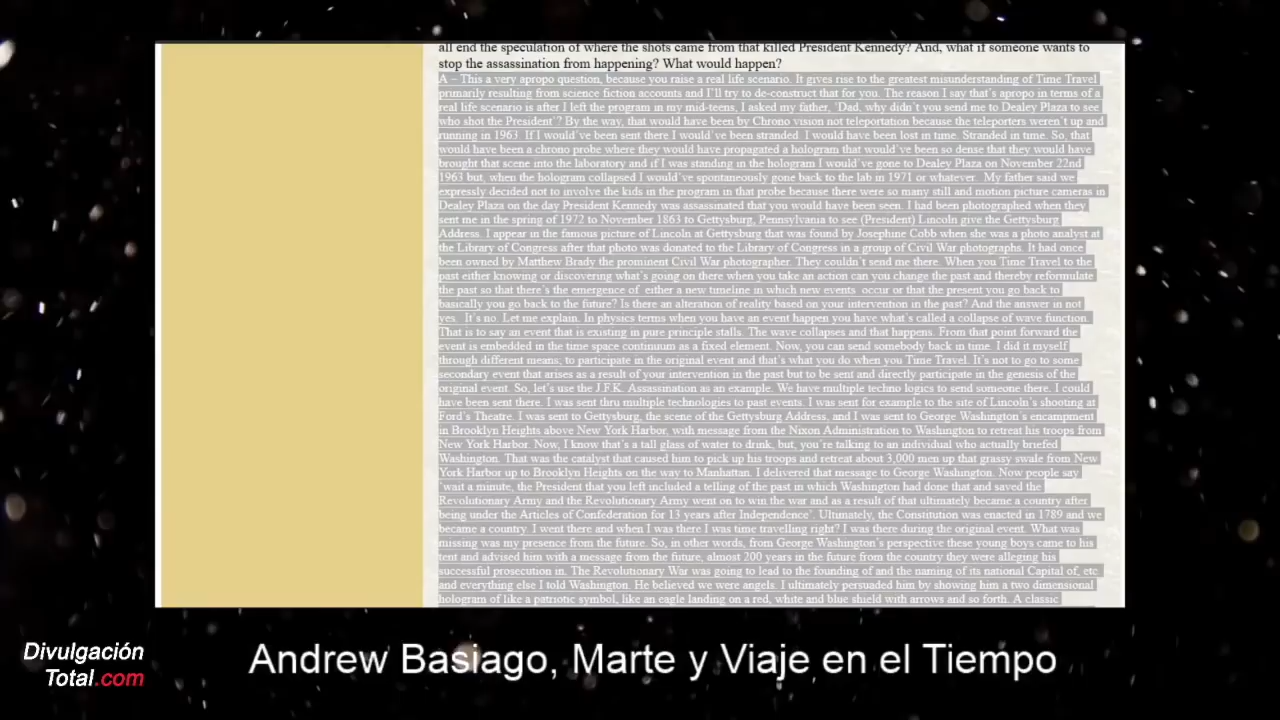 all end the speculation of where the shots came from that killed President Kennedy? And, what if someone wants to
stop the assassination from happening? What would happen?
A – This a very apropo question, because you raise a real life scenario. It gives rise to the greatest misunderstanding of Time Travel
primarily resulting from science fiction accounts and I'll try to de-construct that for you. The reason I say that's apropo in terms of a
real life scenario is after I left the program in my mid-teens, I asked my father, 'Dad, why didn't you send me to Dealey Plaza to see
who shot the President'? By the way, that would have been by Chrono vision not teleportation because the teleporters weren't up and
running in 1963. If I would've been sent there I would've been stranded. I would have been lost in time. Stranded in time. So, that
would have been a chrono probe where they would have propagated a hologram that would've been so dense that they would have
brought that scene into the laboratory and if I was standing in the hologram I would've gone to Dealey Plaza on November 22nd
1963 but, when the hologram collapsed I would've spontaneously gone back to the lab in 1971 or whatever. My father said we
expressly decided not to involve the kids in the program in that probe because there were so many still and motion picture cameras in
Dealey Plaza on the day President Kennedy was assassinated that you would have been seen. I had been photographed when they
sent me in the spring of 1972 to November 1863 to Gettysburg, Pennsylvania to see (President) Lincoln give the Gettysburg
Address. I appear in the famous picture of Lincoln at Gettysburg that was found by Josephine Cobb when she was a photo analyst at
the Library of Congress after that photo was donated to the Library of Congress in a group of Civil War photographs. It had once
been owned by Matthew Brady the prominent Civil War photographer. They couldn't send me there. When you Time Travel to the
past either knowing or discovering what's going on there when you take an action can you change the past and thereby reformulate
the past so that there's the emergence of either a new timeline in which new events occur or that the present you go back to
basically you go back to the future? Is there an alteration of reality based on your intervention in the past? And the answer in not
yes. It's no. Let me explain. In physics terms when you have an event happen you have what's called a collapse of wave function.
That is to say an event that is existing in pure principle stalls. The wave collapses and that happens. From that point forward the
event is embedded in the time space continuum as a fixed element. Now, you can send somebody back in time. I did it myself
through different means; to participate in the original event and that's what you do when you Time Travel. It's not to go to some
secondary event that arises as a result of your intervention in the past but to be sent and directly participate in the genesis of the
original event. So, let's use the J.F.K. Assassination as an example. We have multiple techno logics to send someone there. I could
have been sent there. I was sent thru multiple technologies to past events. I was sent for example to the site of Lincoln's shooting at
Ford's Theatre. I was sent to Gettysburg, the scene of the Gettysburg Address, and I was sent to George Washington's encampment
in Brooklyn Heights above New York Harbor, with message from the Nixon Administration to Washington to retreat his troops from
New York Harbor. Now, I know that's a tall glass of water to drink, but, you're talking to an individual who actually briefed
Washington. That was the catalyst that caused him to pick up his troops and retreat about 3,000 men up that grassy swale from New
York Harbor up to Brooklyn Heights on the way to Manhattan. I delivered that message to George Washington. Now people say
'wait a minute, the President that you left included a telling of the past in which Washington had done that and saved the
Revolutionary Army and the Revolutionary Army went on to win the war and as a result of that ultimately became a country after
being under the Articles of Confederation for 13 years after Independence'. Ultimately, the Constitution was enacted in 1789 and we
became a country. I went there and when I was there I was time travelling right? I was there during the original event. What was
missing was my presence from the future. So, in other words, from George Washington's perspective these young boys came to his
tent and advised him with a message from the future, almost 200 years in the future from the country they were alleging his
successful prosecution in. The Revolutionary War was going to lead to the founding of and the naming of its national Capital of, etc
and everything else I told Washington. He believed we were angels. I ultimately persuaded him by showing him a two dimensional
hologram of like a patriotic symbol, like an eagle landing on a red, white and blue shield with arrows and so forth. A classic
Divulgación
Total.com
Andrew Basiago, Marte y Viaje en el Tiempo